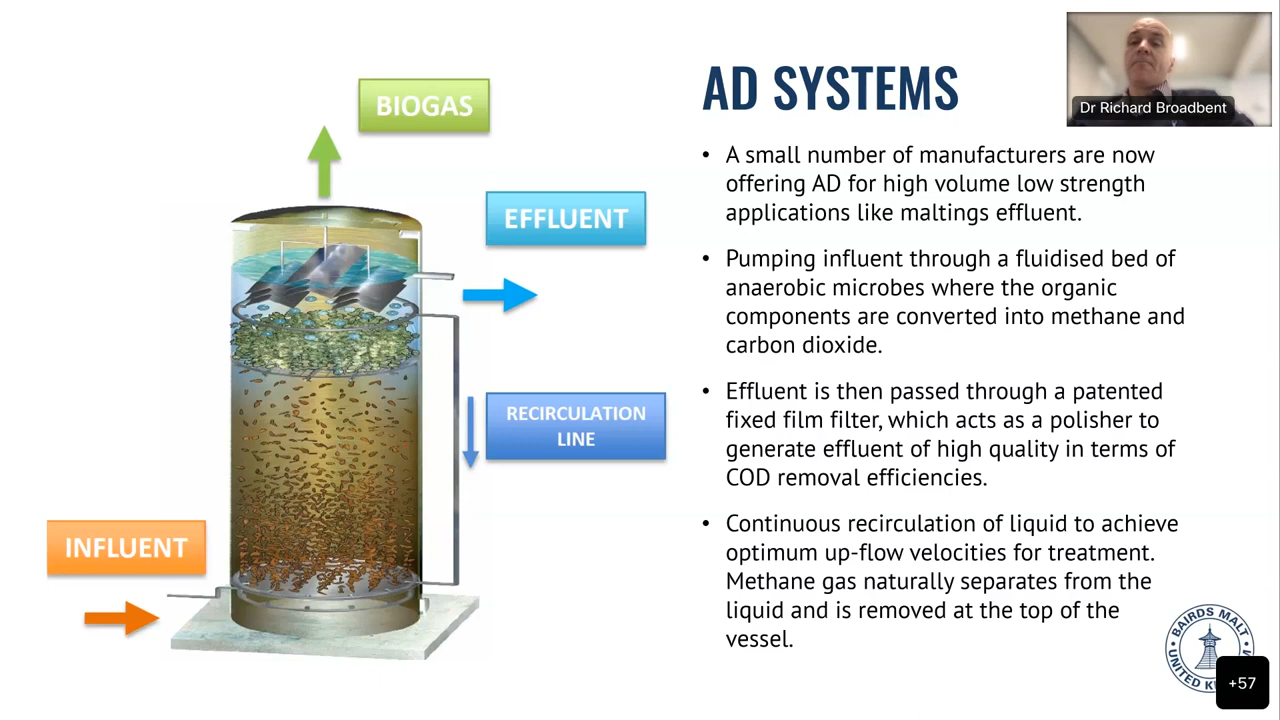 AD SYSTEMS
Dr Richard Broadbent
BIOGAS
EFFLUENT
RECIRCULATION
LINE
INFLUENT
• A small number of manufacturers are now
offering AD for high volume low strength
applications like maltings effluent.
• Pumping influent through a fluidised bed of
anaerobic microbes where the organic
components are converted into methane and
carbon dioxide.
• Effluent is then passed through a patented
fixed film filter, which acts as a polisher to
generate effluent of high quality in terms of
COD removal efficiencies.
• Continuous recirculation of liquid to achieve
optimum up-flow velocities for treatment.
Methane gas naturally separates from the
liquid and is removed at the top of the
vessel.
BAIRDS MALT
UNITED
+57